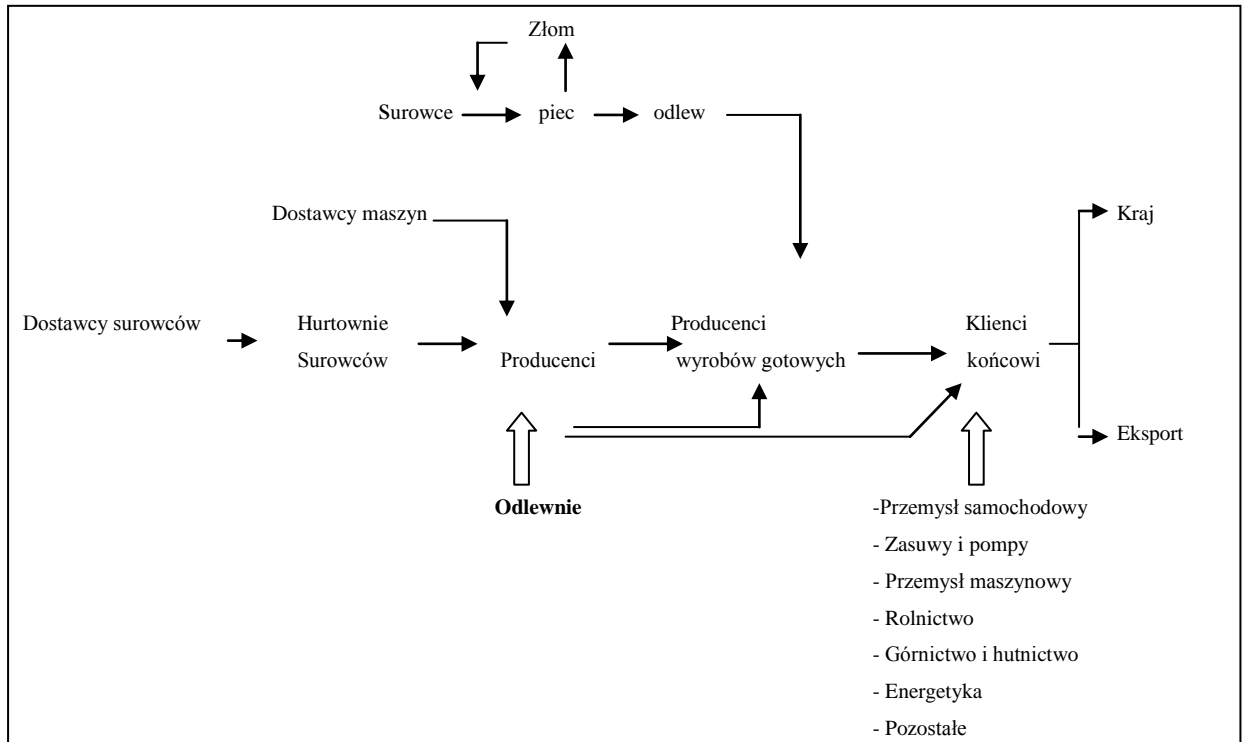 Złom
Surowce piec odlew
Dostawcy maszyn Kraj
Dostawcy surowców Hurtownie Producenci Klienci
Surowców Producenci wyrobów gotowych końcowi
Eksport
Odlewnie -Przemysł samochodowy
- Zasuwy i pompy
- Przemysł maszynowy
- Rolnictwo
- Górnictwo i hutnictwo
- Energetyka
- Pozostałe